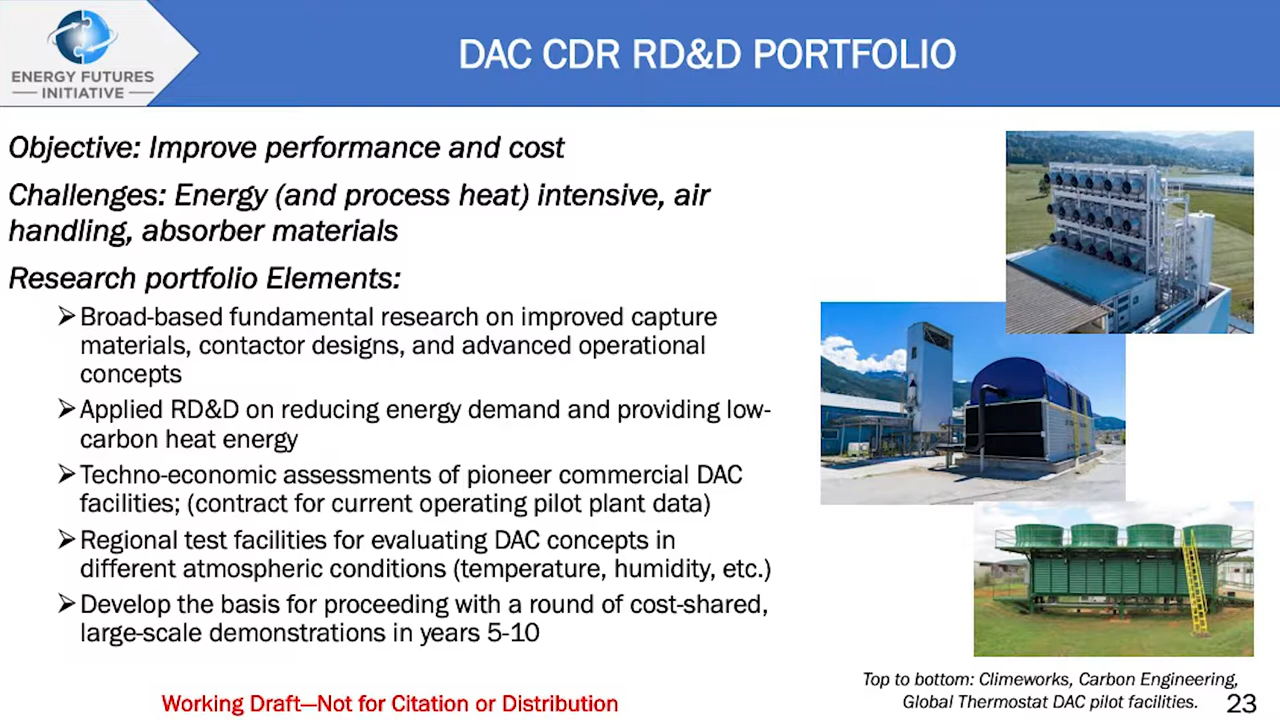 ENERGY FUTURES
INITIATIVE
DAC CDR RD&D PORTFOLIO
Objective: Improve performance and cost
Challenges: Energy (and process heat) intensive, air
handling, absorber materials
Research portfolio Elements:
➢Broad-based fundamental research on improved capture
materials, contactor designs, and advanced operational
concepts
➢Applied RD&D on reducing energy demand and providing low-
carbon heat energy
➢Techno-economic assessments of pioneer commercial DAC
facilities; (contract for current operating pilot plant data)
➢Regional test facilities for evaluating DAC concepts in
different atmospheric conditions (temperature, humidity, etc.)
➢Develop the basis for proceeding with a round of cost-shared,
large-scale demonstrations in years 5-10
Top to bottom: Climeworks, Carbon Engineering,
Global Thermostat DAC pilot facilities.
Working Draft—Not for Citation or Distribution
23